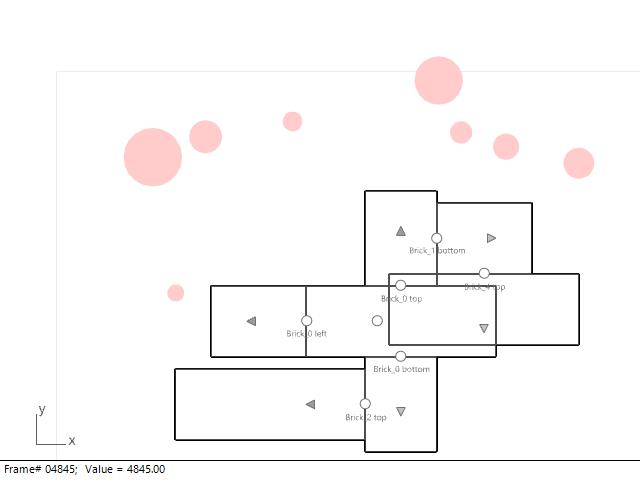 Brick_1 bottom
Brick_4 top
Brick_0 top
Brick_0 left
Brick_0 bottom
Brick_2 top
y
x
Frame# 04845; Value = 4845.00